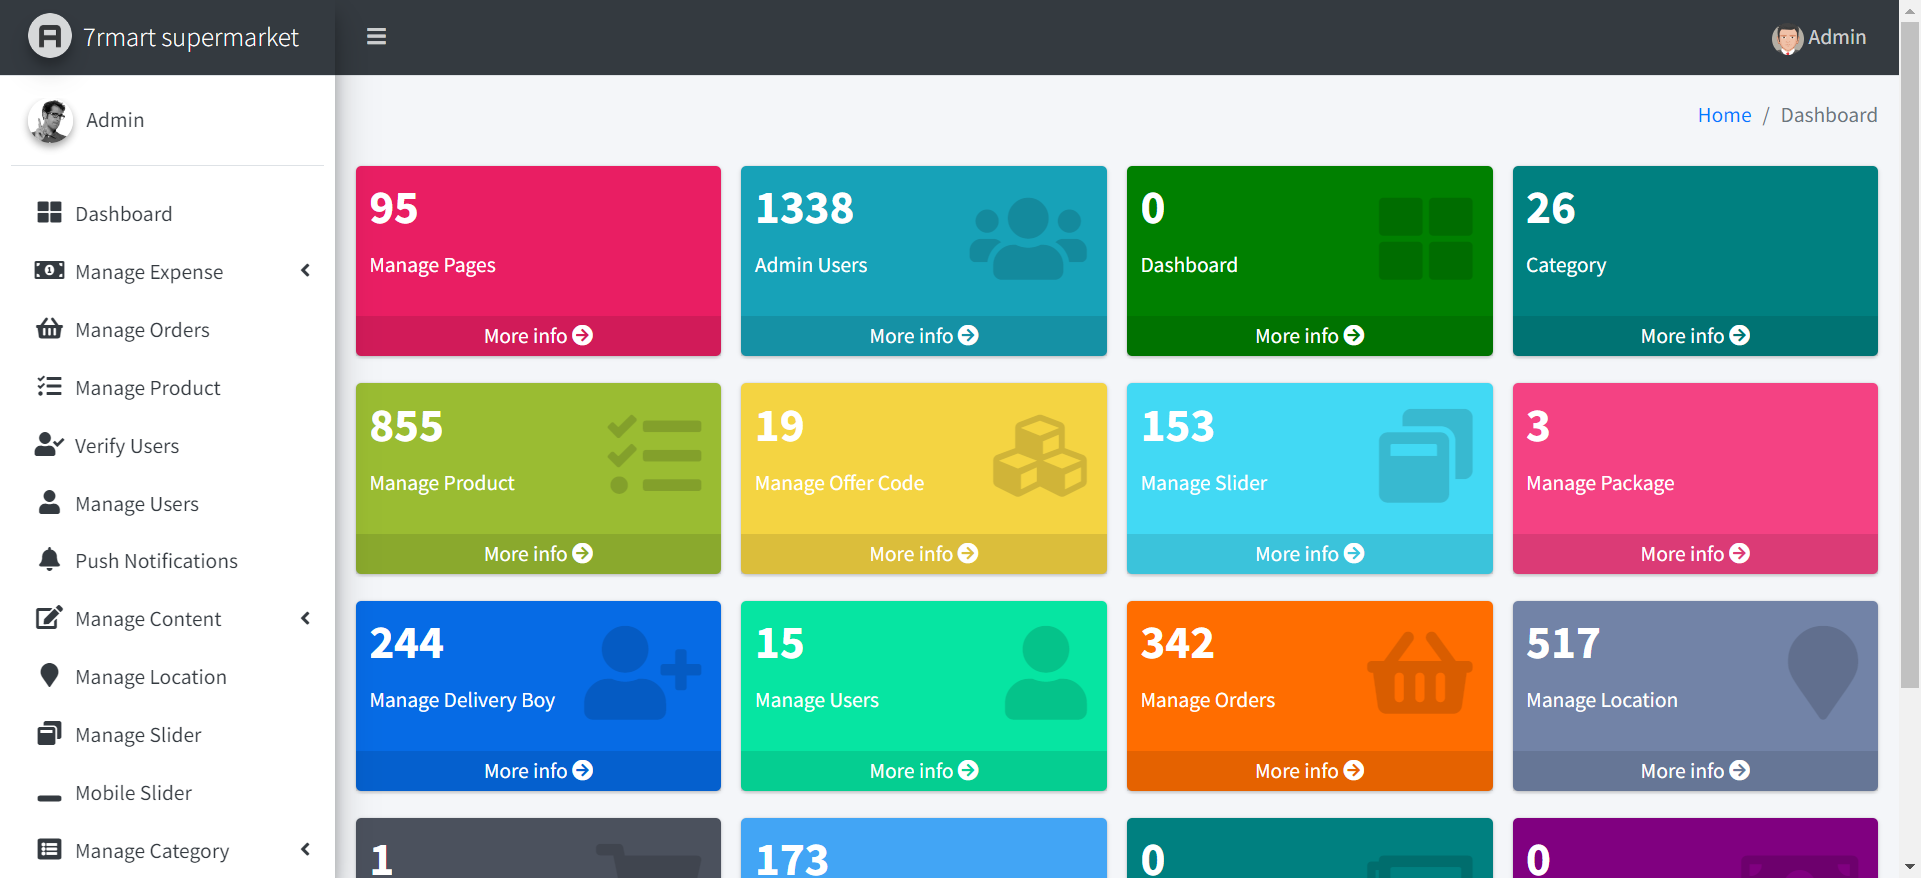 7rmart supermarket
Admin
Home / Dashboard
Admin
Dashboard
Manage Expense
Manage Orders
Manage Product
Verify Users
Manage Users
Push Notifications
Manage Content
Manage Location
Manage Slider
Mobile Slider
Manage Category
95
Manage Pages
More info
1338
Admin Users
More info
0
Dashboard
More info
26
Category
More info
855
Manage Product
More info
19
Manage Offer Code
More info
153
Manage Slider
More info
3
Manage Package
More info
244
Manage Delivery Boy
More info
15
Manage Users
More info
342
Manage Orders
More info
517
Manage Location
More info
1
173
0
0